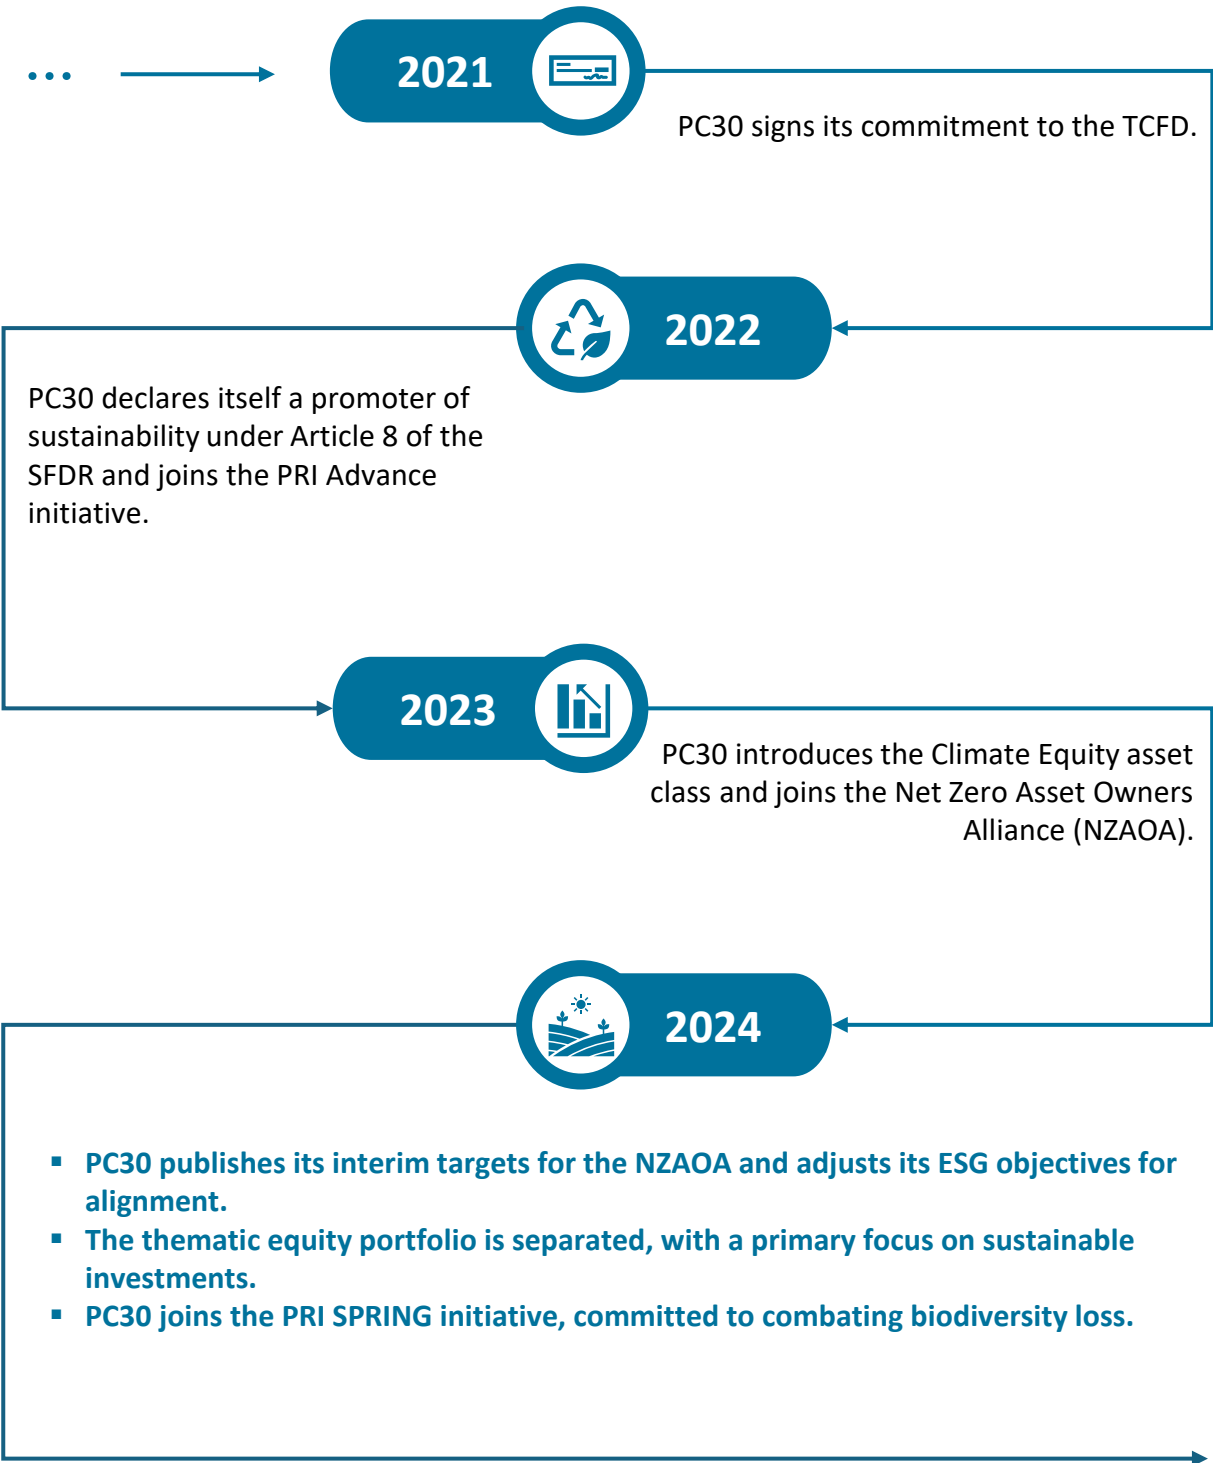 ...
2021
PC30 signs its commitment to the TCFD.
2022
PC30 declares itself a promoter of
sustainability under Article 8 of the
SFDR and joins the PRI Advance
initiative.
2023
PC30 introduces the Climate Equity asset
class and joins the Net Zero Asset Owners
Alliance (NZAOA).
2024
▪ PC30 publishes its interim targets for the NZAOA and adjusts its ESG objectives for
alignment.
▪ The thematic equity portfolio is separated, with a primary focus on sustainable
investments.
▪ PC30 joins the PRI SPRING initiative, committed to combating biodiversity loss.